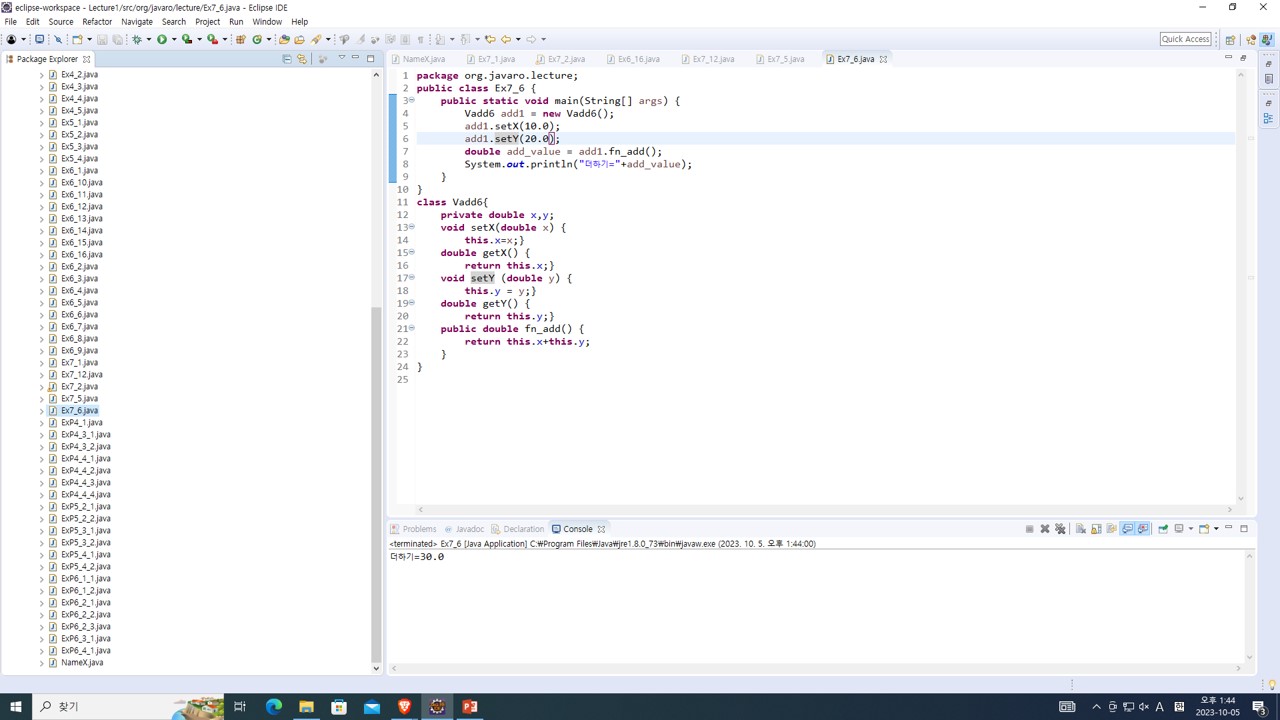 eclipse-workspace - Lecture1/src/org/javaro/lecture/Ex7_6.java - Eclipse IDE
File Edit Source Refactor Navigate Search Project Run Window Help
Quick Access
Package Explorer
Ex4_2.java
Ex4_3.java
Ex4_4.java
Ex4_5.java
Ex5_1.java
Ex5_2.java
Ex5_3.java
Ex5_4.java
Ex6_1.java
Ex6_10.java
Ex6_11.java
Ex6_12.java
Ex6_13.java
Ex6_14.java
Ex6_15.java
Ex6_16.java
Ex6_2.java
Ex6_3.java
Ex6_4.java
Ex6_5.java
Ex6_6.java
Ex6_7.java
Ex6_8.java
Ex6_9.java
Ex7_1.java
Ex7_12.java
Ex7_2.java
Ex7_5.java
Ex7_6.java
ExP4_1.java
ExP4_3_1.java
ExP4_3_2.java
ExP4_4_1.java
ExP4_4_2.java
ExP4_4_3.java
ExP4_4_4.java
ExP5_2_1.java
ExP5_2_2.java
ExP5_3_1.java
ExP5_3_2.java
ExP5_4_1.java
ExP5_4_2.java
ExP6_1_1.java
ExP6_1_2.java
ExP6_2_1.java
ExP6_2_2.java
ExP6_2_3.java
ExP6_3_1.java
ExP6_4_1.java
NameX.java
NameX.java Ex7_1.java Ex7_2.java Ex6_16.java Ex7_12.java Ex7_5.java Ex7_6.java
1 package org.javaro.lecture;
2 public class Ex7_6 {
3 public static void main(String[] args) {
4 Vadd6 add1 = new Vadd6();
5 add1.setX(10.0);
6 add1.setY(20.0);
7 double add_value = add1.fn_add();
8 System.out.println("더하기="+add_value);
9 }
10 }
11 class Vadd6{
12 private double x,y;
13 void setX(double x) {
14 this.x=x;}
15 double getX() {
16 return this.x;}
17 void setY (double y) {
18 this.y = y;}
19 double getY() {
20 return this.y;}
21 public double fn_add() {
22 return this.x+this.y;
23 }
24 }
25
Problems Javadoc Declaration Console
<terminated> Ex7_6 [Java Application] C:₩Program Files₩Java₩jre1.8.0_73₩bin₩javaw.exe (2023. 10. 5. 오후 1:44:00)
더하기=30.0
찾기
A 漢 오후 1:44
2023-10-05
3